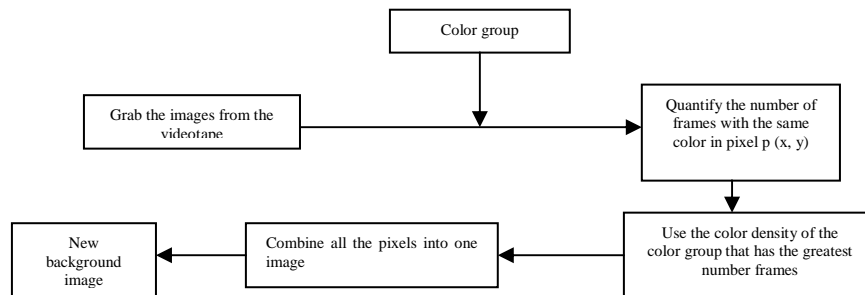 Color group
Grab the images from the
videotape
Quantify the number of
frames with the same
color in pixel p (x, y)
Use the color density of the
color group that has the greatest
number frames
Combine all the pixels into one
image
New
background
image